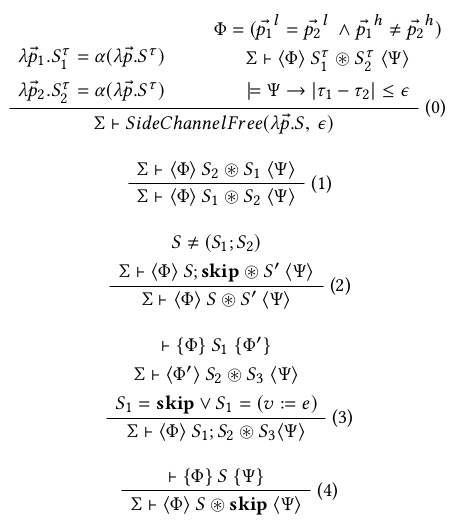 Φ = (p⃗₁ˡ = p⃗₂ˡ ∧ p⃗₁ʰ ≠ p⃗₂ʰ)
λp⃗₁.S₁^τ = α(λp⃗.S^τ)    Σ ⊢ ⟨Φ⟩ S₁^τ ⊛ S₂^τ ⟨Ψ⟩
λp⃗₂.S₂^τ = α(λp⃗.S^τ)    ⊨ Ψ → |τ₁ − τ₂| ≤ ϵ
(0)
Σ ⊢ SideChannelFree(λp⃗.S, ϵ)
Σ ⊢ ⟨Φ⟩ S₂ ⊛ S₁ ⟨Ψ⟩
(1)
Σ ⊢ ⟨Φ⟩ S₁ ⊛ S₂ ⟨Ψ⟩
S ≠ (S₁; S₂)
Σ ⊢ ⟨Φ⟩ S; skip ⊛ S′ ⟨Ψ⟩
(2)
Σ ⊢ ⟨Φ⟩ S ⊛ S′ ⟨Ψ⟩
⊢ {Φ} S₁ {Φ′}
Σ ⊢ ⟨Φ′⟩ S₂ ⊛ S₃ ⟨Ψ⟩
S₁ = skip ∨ S₁ = (v := e)
(3)
Σ ⊢ ⟨Φ⟩ S₁; S₂ ⊛ S₃⟨Ψ⟩
⊢ {Φ} S {Ψ}
(4)
Σ ⊢ ⟨Φ⟩ S ⊛ skip ⟨Ψ⟩